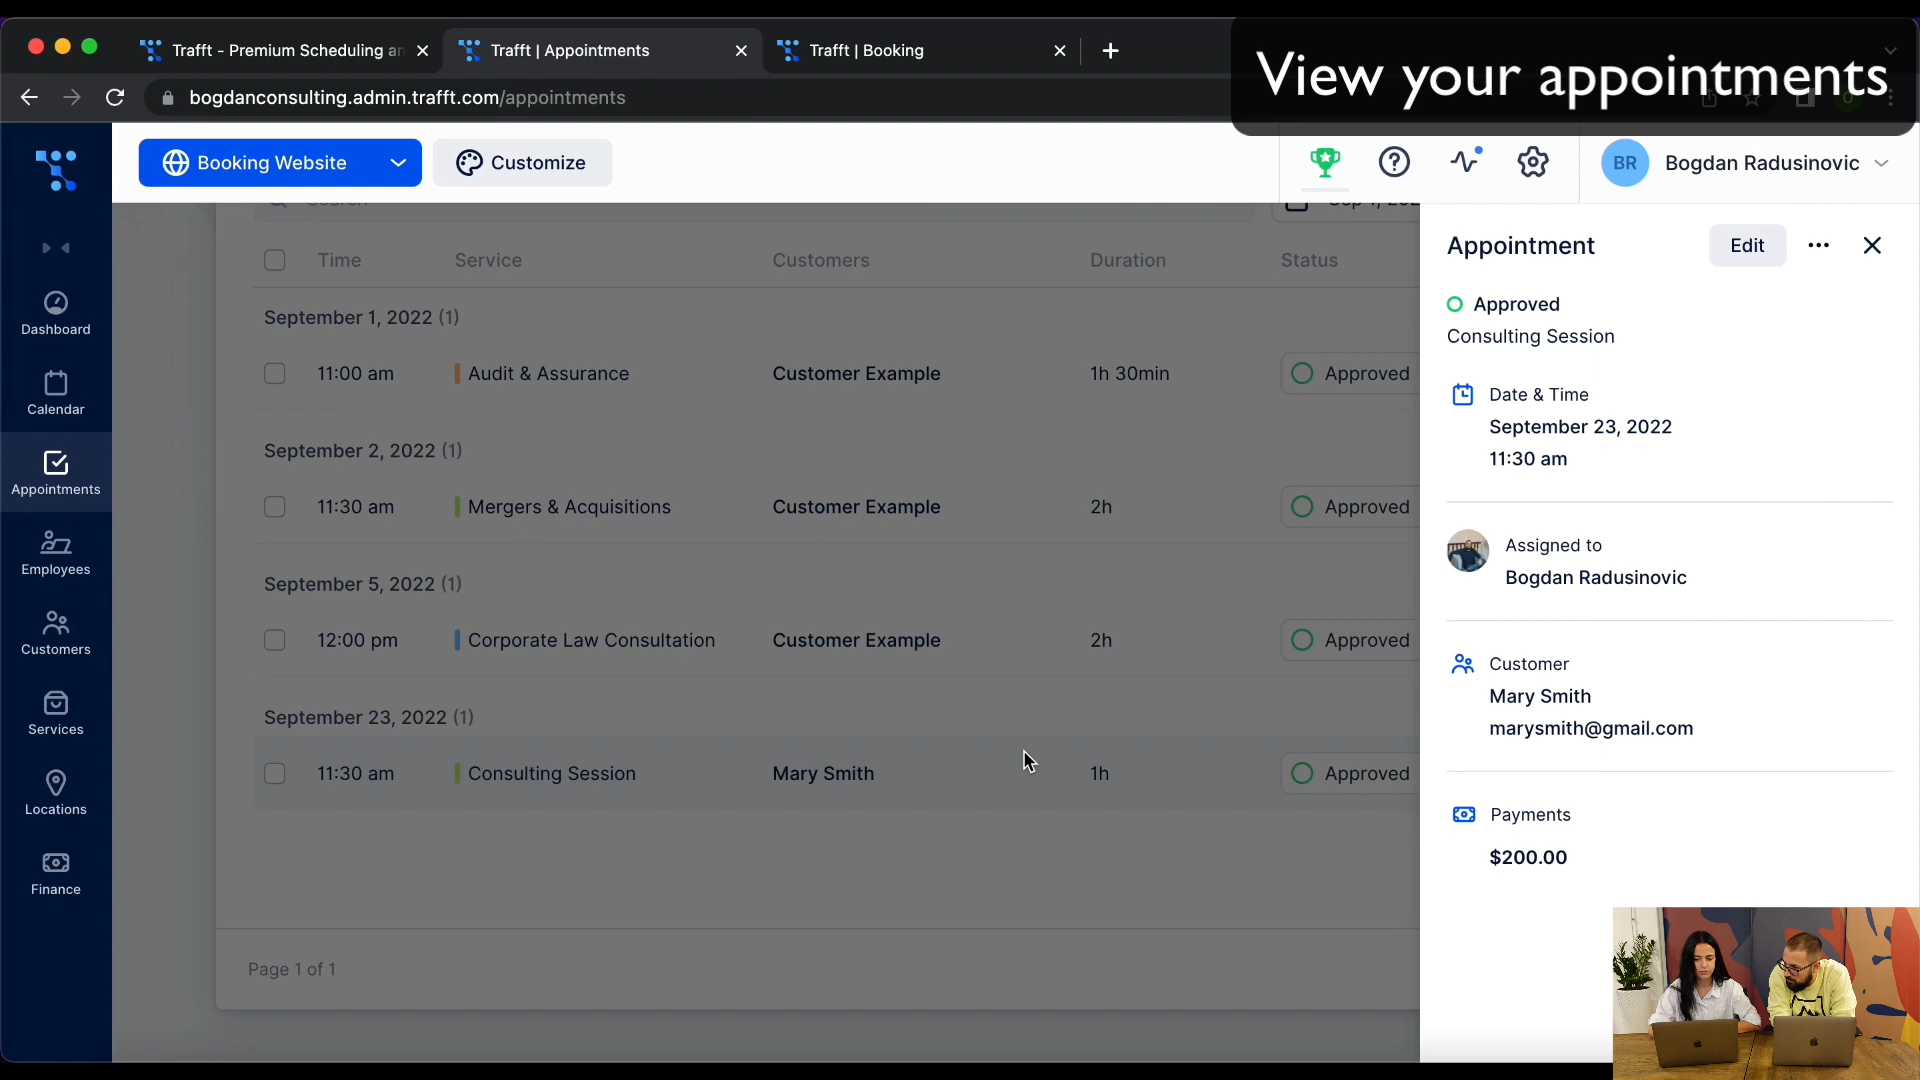 Trafft - Premium Scheduling an
Trafft | Appointments
Trafft | Booking
View your appointments
bogdanconsulting.admin.trafft.com/appointments
Booking Website
Customize
BR
Bogdan Radusinovic
Search
Time
Service
Customers
Duration
Status
September 1, 2022 (1)
11:00 am
Audit & Assurance
Customer Example
1h 30min
Approved
September 2, 2022 (1)
11:30 am
Mergers & Acquisitions
Customer Example
2h
Approved
September 5, 2022 (1)
12:00 pm
Corporate Law Consultation
Customer Example
2h
Approved
September 23, 2022 (1)
11:30 am
Consulting Session
Mary Smith
1h
Approved
Page 1 of 1
Dashboard
Calendar
Appointments
Employees
Customers
Services
Locations
Finance
Appointment
Edit
Approved
Consulting Session
Date & Time
September 23, 2022
11:30 am
Assigned to
Bogdan Radusinovic
Customer
Mary Smith
marysmith@gmail.com
Payments
$200.00